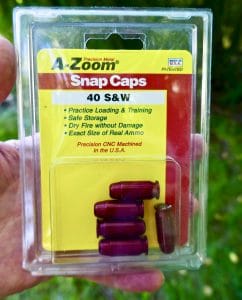 Precision Metal
A-Zoom
Snap Caps
40 S&W
• Practice Loading & Training
• Safe Storage
• Dry Fire without Damage
• Exact Size of Real Ammo
Precision CNC Machined
in the U.S.A.